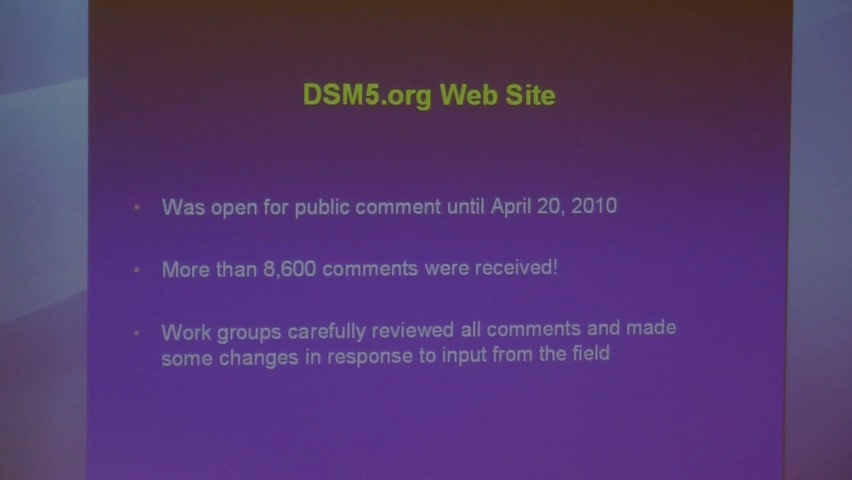 DSM5.org Web Site
• Was open for public comment until April 20, 2010
• More than 8,600 comments were received!
• Work groups carefully reviewed all comments and made
some changes in response to input from the field